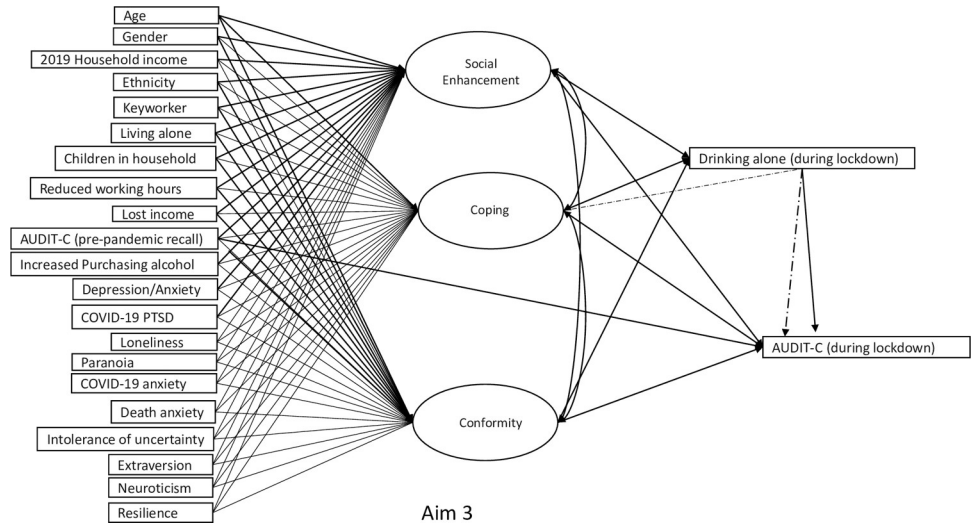 Age
Gender
2019 Household income
Ethnicity
Keyworker
Living alone
Children in household
Reduced working hours
Lost income
AUDIT-C (pre-pandemic recall)
Increased Purchasing alcohol
Depression/Anxiety
COVID-19 PTSD
Loneliness
Paranoia
COVID-19 anxiety
Death anxiety
Intolerance of uncertainty
Extraversion
Neuroticism
Resilience
Social
Enhancement
Coping
Conformity
Drinking alone (during lockdown)
AUDIT-C (during lockdown)
Aim 3